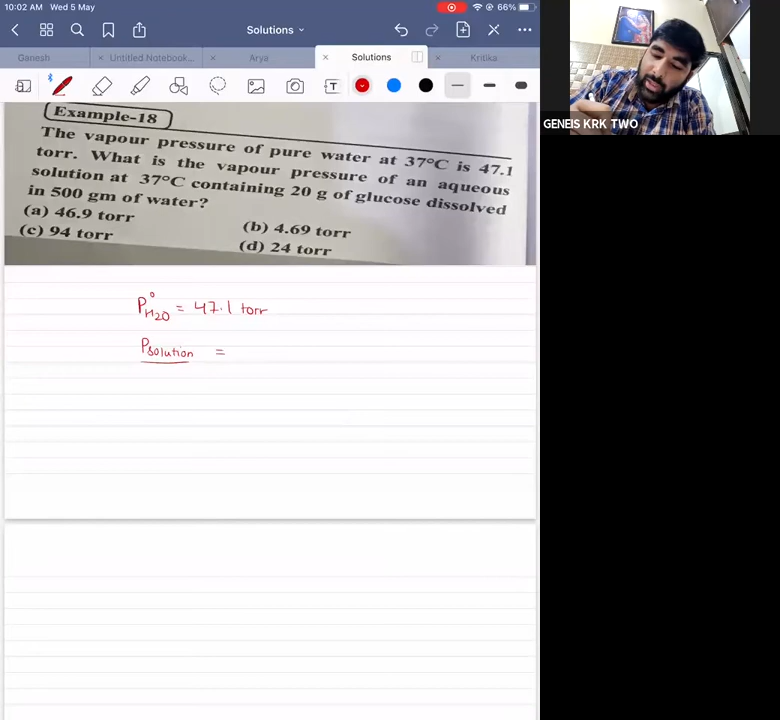 10:02 AM Wed 5 May
66%
Solutions
Ganesh
× Untitled Notebook...
× Arya
× Solutions
× Kritika
T
Example-18
The vapour pressure of pure water at 37°C is 47.1
torr. What is the vapour pressure of an aqueous
solution at 37°C containing 20 g of glucose dissolved
in 500 gm of water?
(a) 46.9 torr
(b) 4.69 torr
(c) 94 torr
(d) 24 torr
P°H2O = 47.1 torr
Psolution =
GENEIS KRK TWO